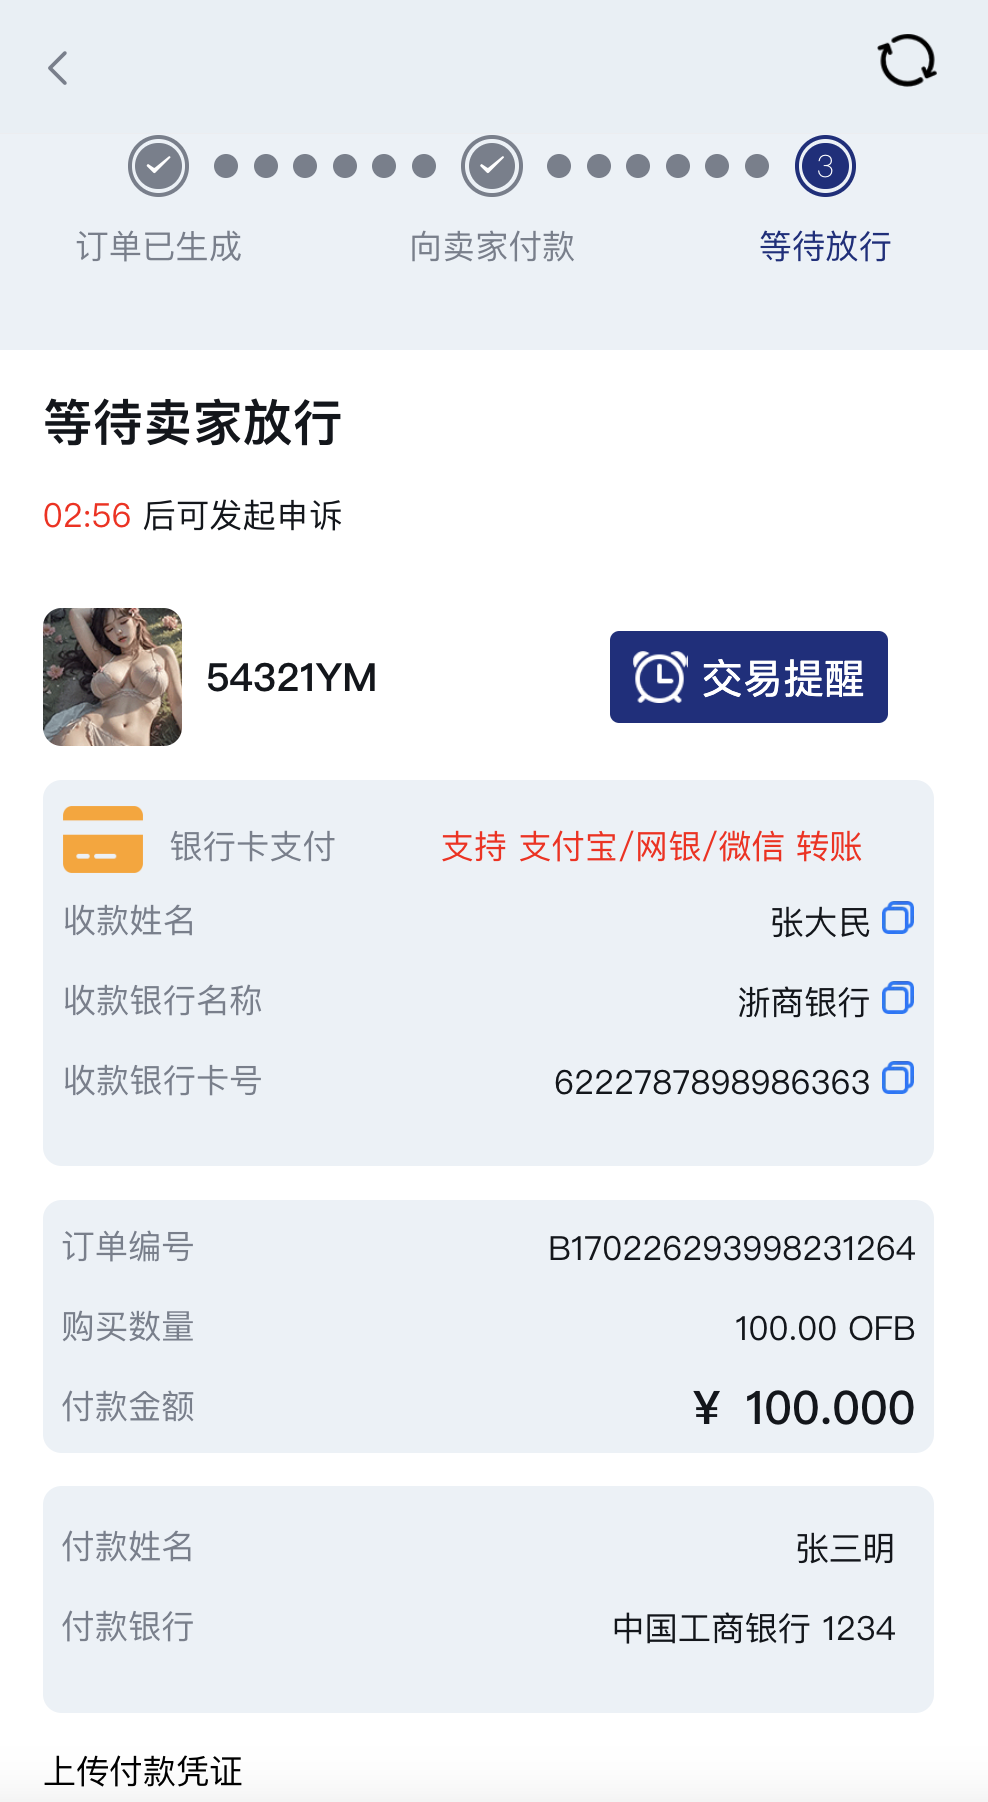 3
订单已生成 向卖家付款 等待放行
等待卖家放行
02:56 后可发起申诉
54321YM 交易提醒
银行卡支付 支持 支付宝/网银/微信 转账
收款姓名 张大民
收款银行名称 浙商银行
收款银行卡号 6222787898986363
订单编号 B170226293998231264
购买数量 100.00 OFB
付款金额 ¥ 100.000
付款姓名 张三明
付款银行 中国工商银行 1234
上传付款凭证